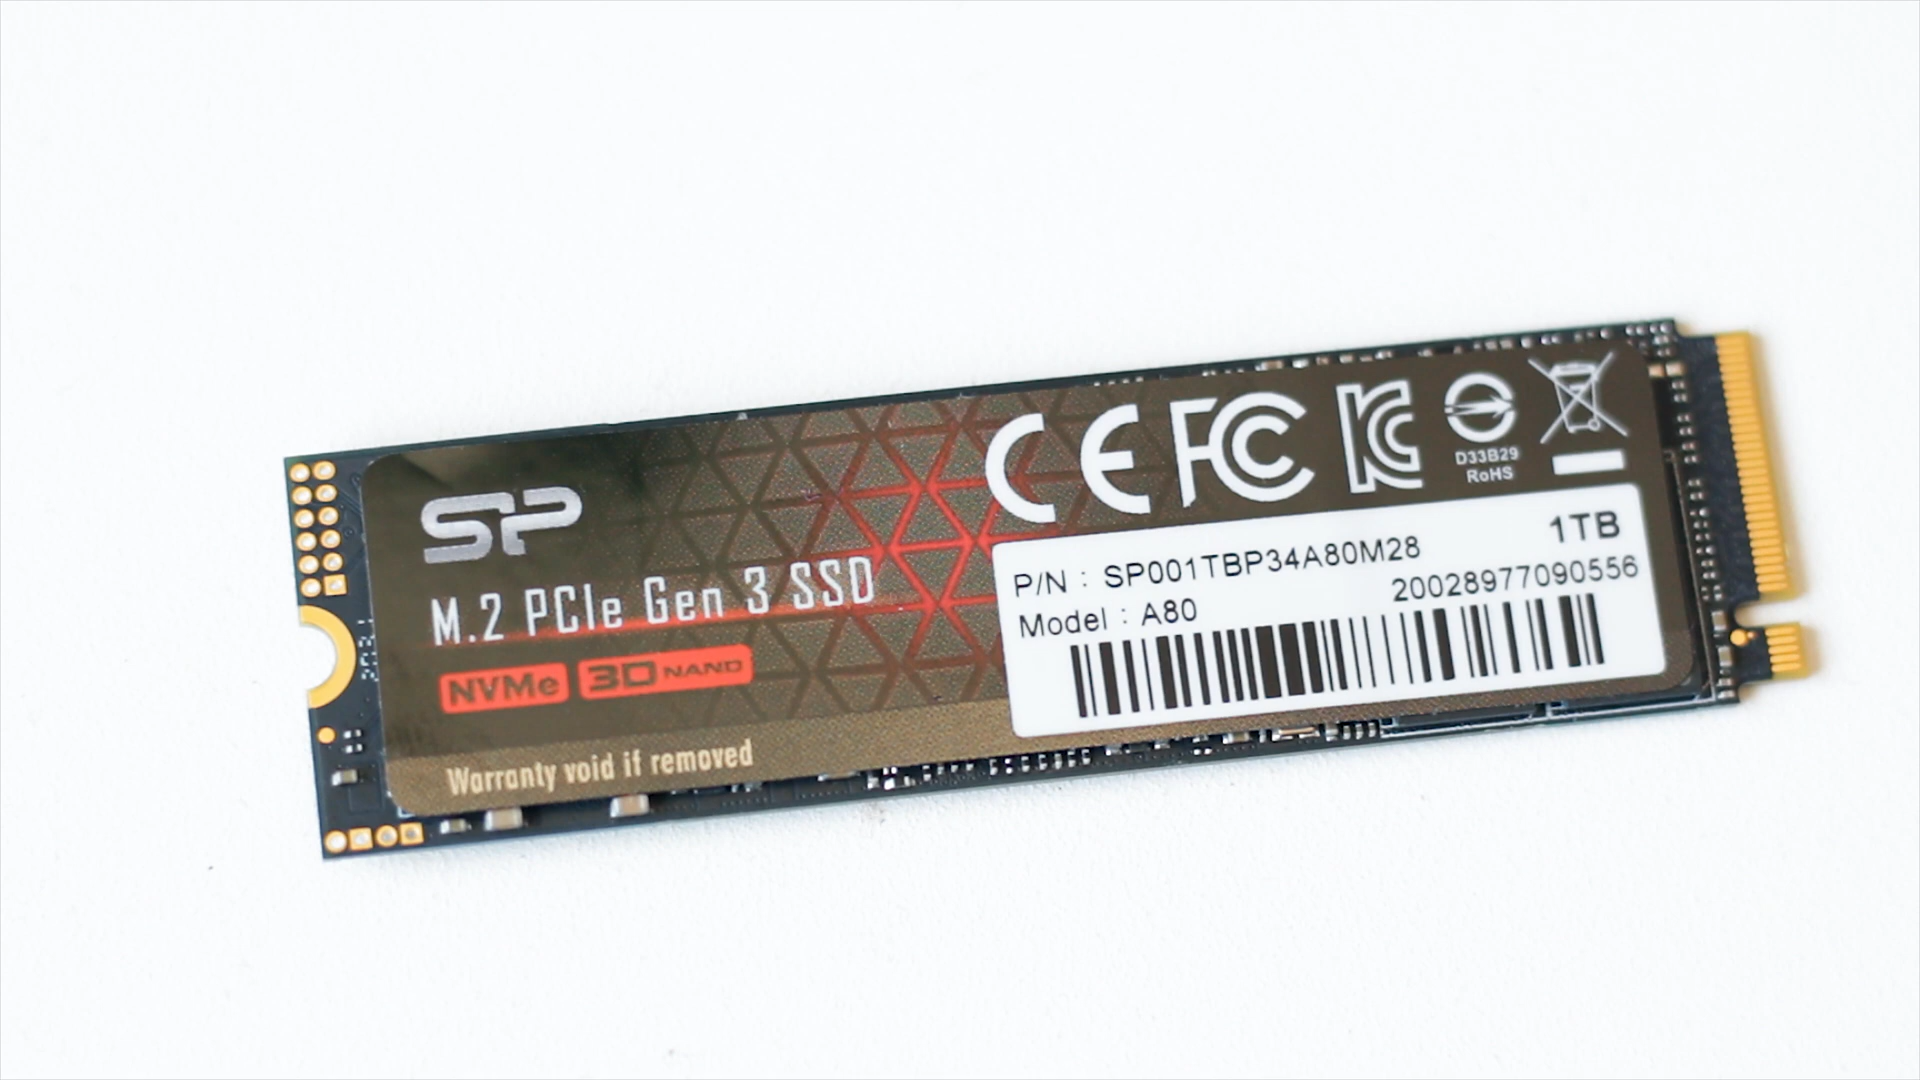 SP
M.2 PCIe Gen 3 SSD
NVMe 3D NAND
Warranty void if removed
CE FC
D33B29
RoHS
1TB
P/N : SP001TBP34A80M28
20028977090556
Model : A80